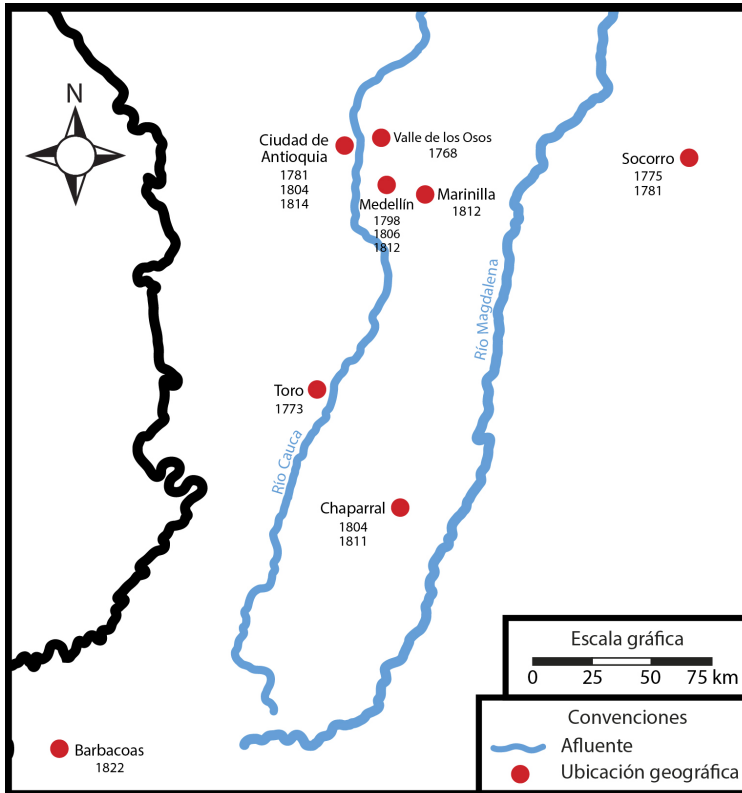 N
Ciudad de
Antioquia
1781
1804
1814
Valle de los Osos
1768
Medellín
1798
1806
1812
Marinilla
1812
Socorro
1775
1781
Río Magdalena
Toro
1773
Río Cauca
Chaparral
1804
1811
Barbacoas
1822
Escala gráfica
0 25 50 75 km
Convenciones
Afluente
Ubicación geográfica